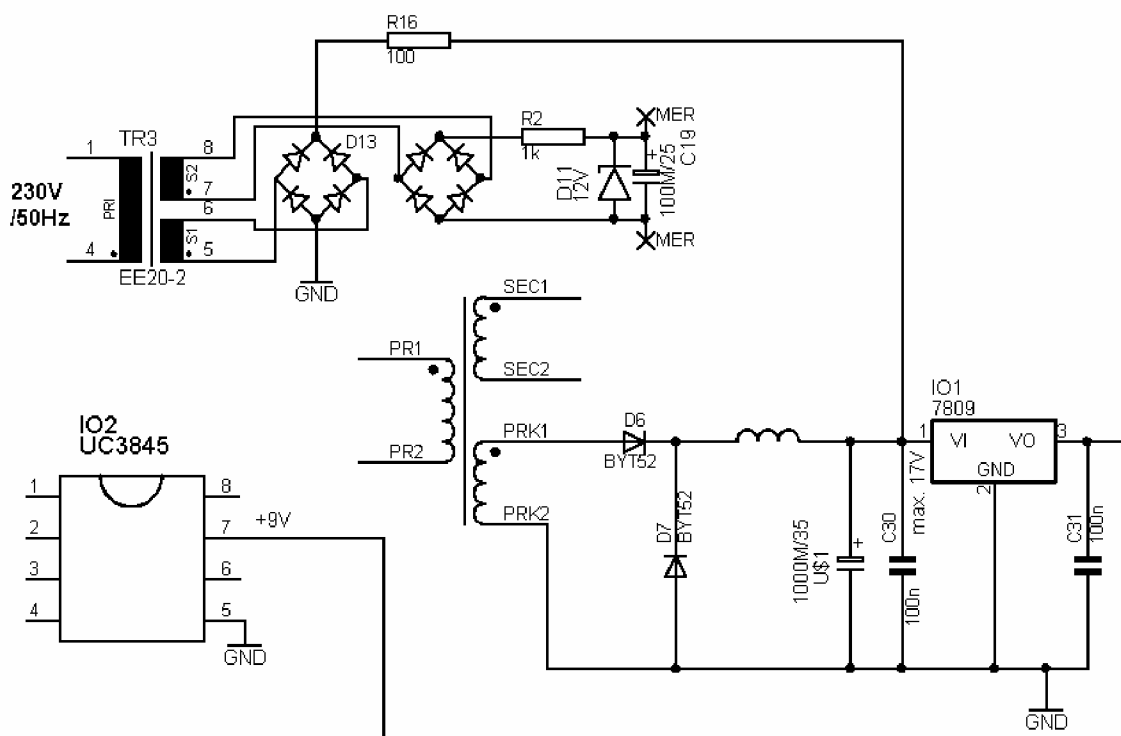 R16
100
TR3
1
8
S2
7
230V
/50Hz
PRI
6
S1
4
5
EE20-2
D13
GND
R2
1k
MER
C19
+
100M/25
D11
12V
MER
SEC1
SEC2
PR1
PR2
PRK1
PRK2
D6
BYT52
D7
BYT52
1000M/35
U$1
+
C30
100n
max. 17V
IO1
7809
1
VI
VO
3
GND
2
C31
100n
GND
IO2
UC3845
1
8
2
7
+9V
3
6
4
5
GND